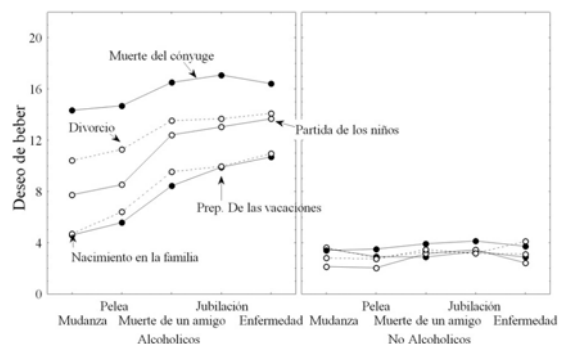 20
16
12
8
4
0
Deseo de beber
Muerte del cónyuge
Divorcio
Partida de los niños
Prep. De las vacaciones
Nacimiento en la familia
Pelea Jubilación
Mudanza Muerte de un amigo Enfermedad
Alcoholicos
Pelea Jubilación
Mudanza Muerte de un amigo Enfermedad
No Alcoholicos